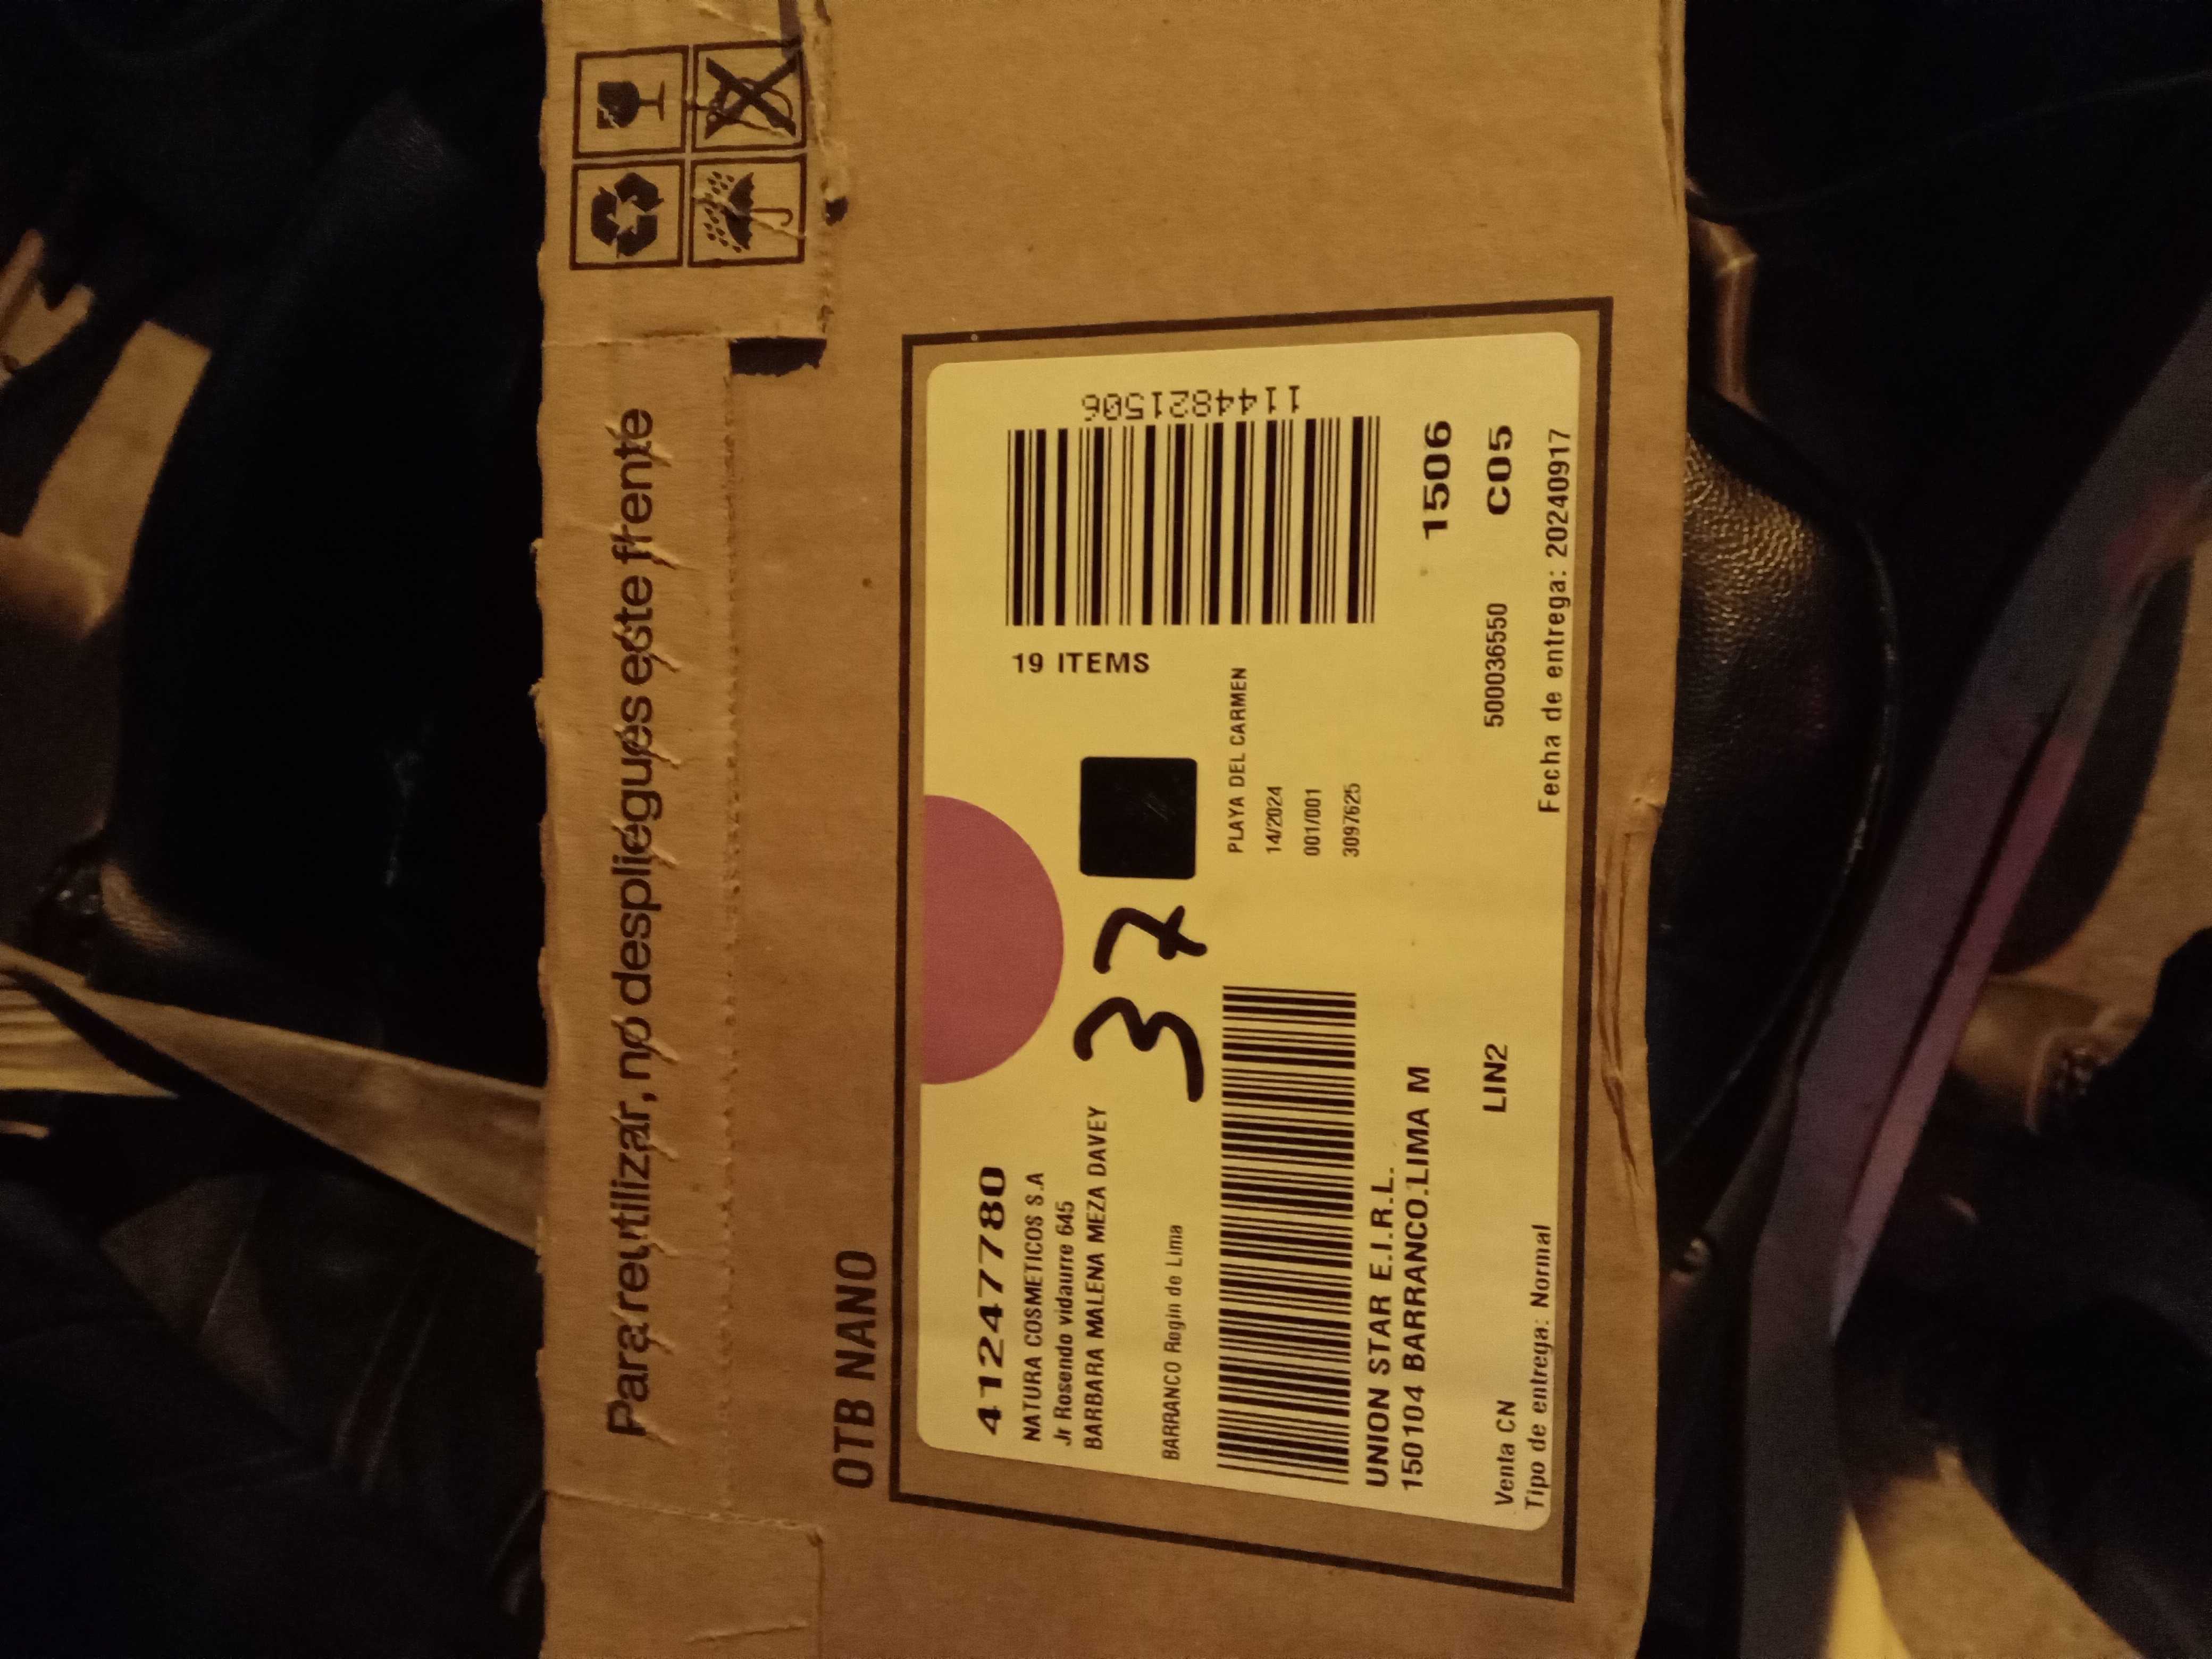 Para reutilizar, no despliegues este frente
OTB NANO
41247780
NATURA COSMETICOS S.A
Jr Rosendo vidaurre 645
BARBARA MALENA MEZA DAVEY
37
BARRANCO Regin de Lima
19 ITEMS
1144821506
PLAYA DEL CARMEN
14/2024
001/001
3097625
UNION STAR E.I.R.L.
150104 BARRANCO.LIMA M
1506
Venta CN
LIN2
500036550
C05
Tipo de entrega: Normal
Fecha de entrega: 20240917